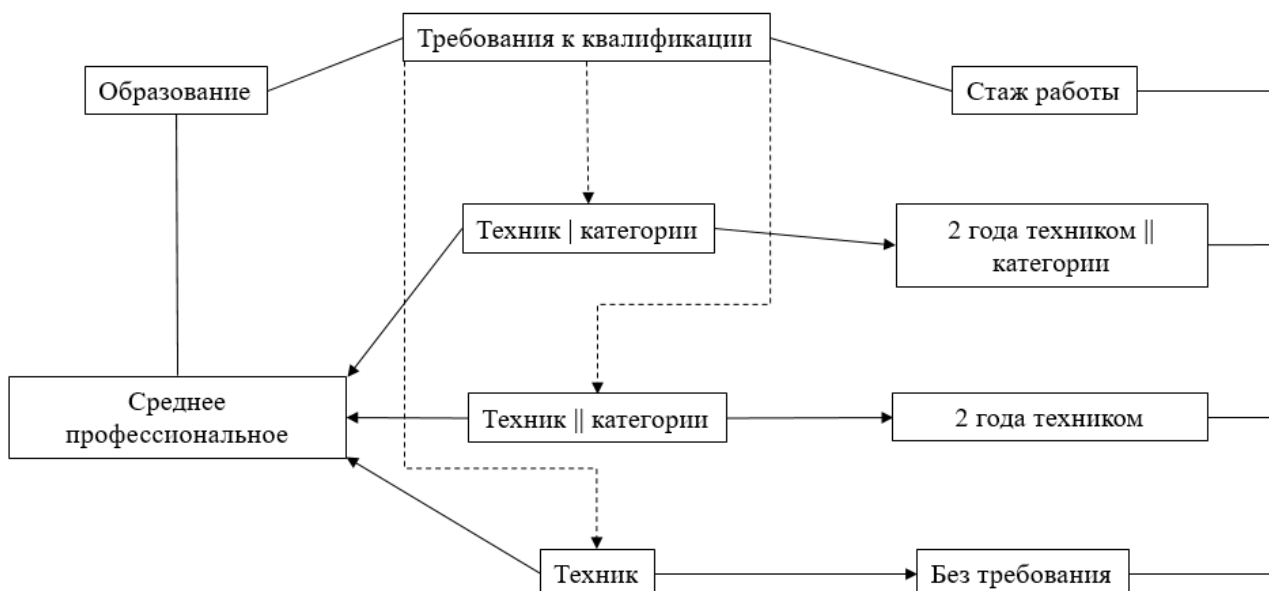 Требования к квалификации
Образование
Стаж работы
Техник | категории
2 года техником ||
категории
Среднее
профессиональное
Техник || категории
2 года техником
Техник
Без требования